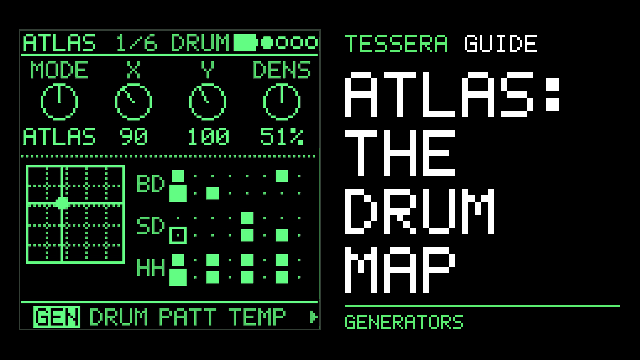 ATLAS 1/6 DRUM
MODE X Y DENS
ATLAS 90 100 51%
BD
SD
HH
GEN DRUM PATT TEMP
TESSERA GUIDE
ATLAS:
THE
DRUM
MAP
GENERATORS